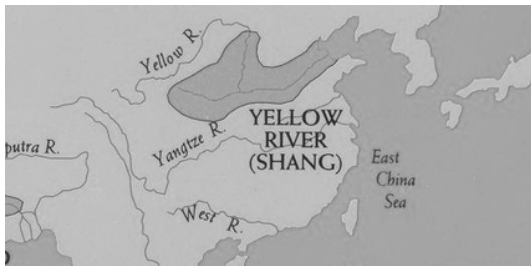 Yellow R.
YELLOW
RIVER
(SHANG)
Yangtze R.
putra R.
East
China
Sea
West R.